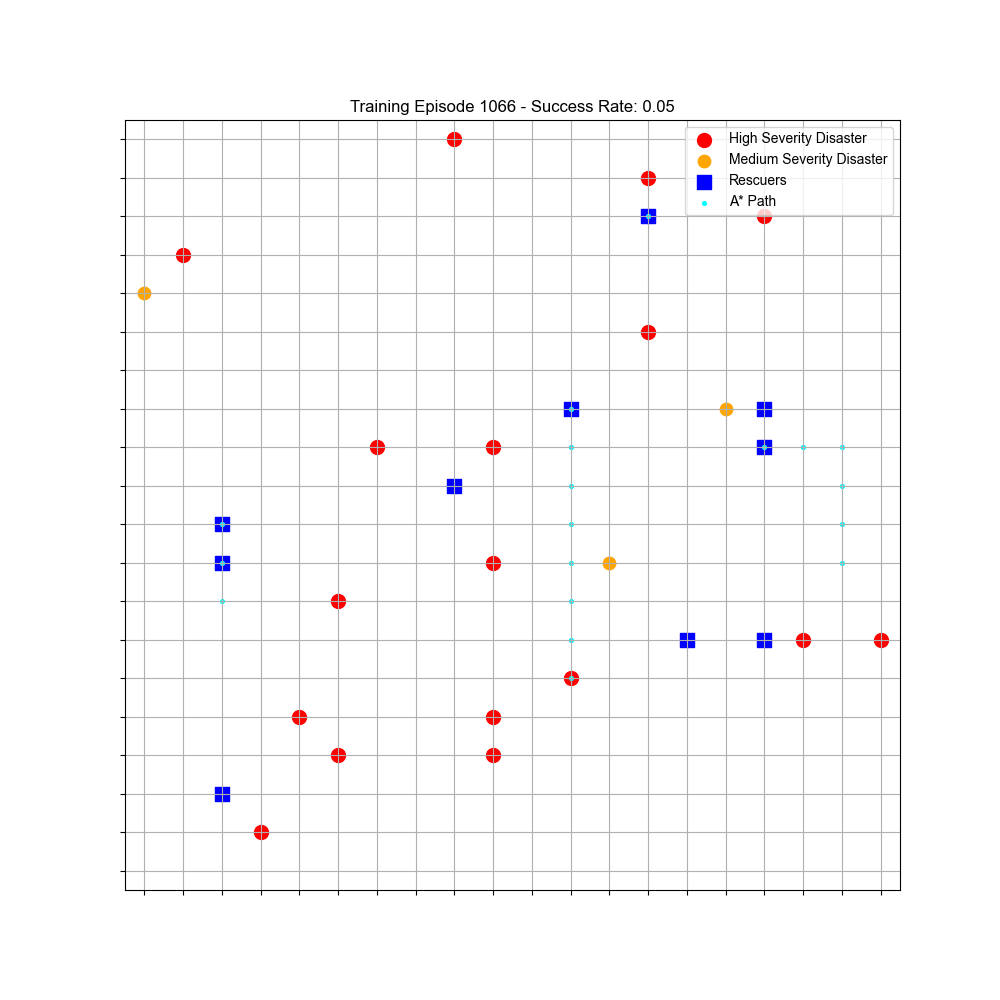 Training Episode 1066 - Success Rate: 0.05
High Severity Disaster
Medium Severity Disaster
Rescuers
A* Path